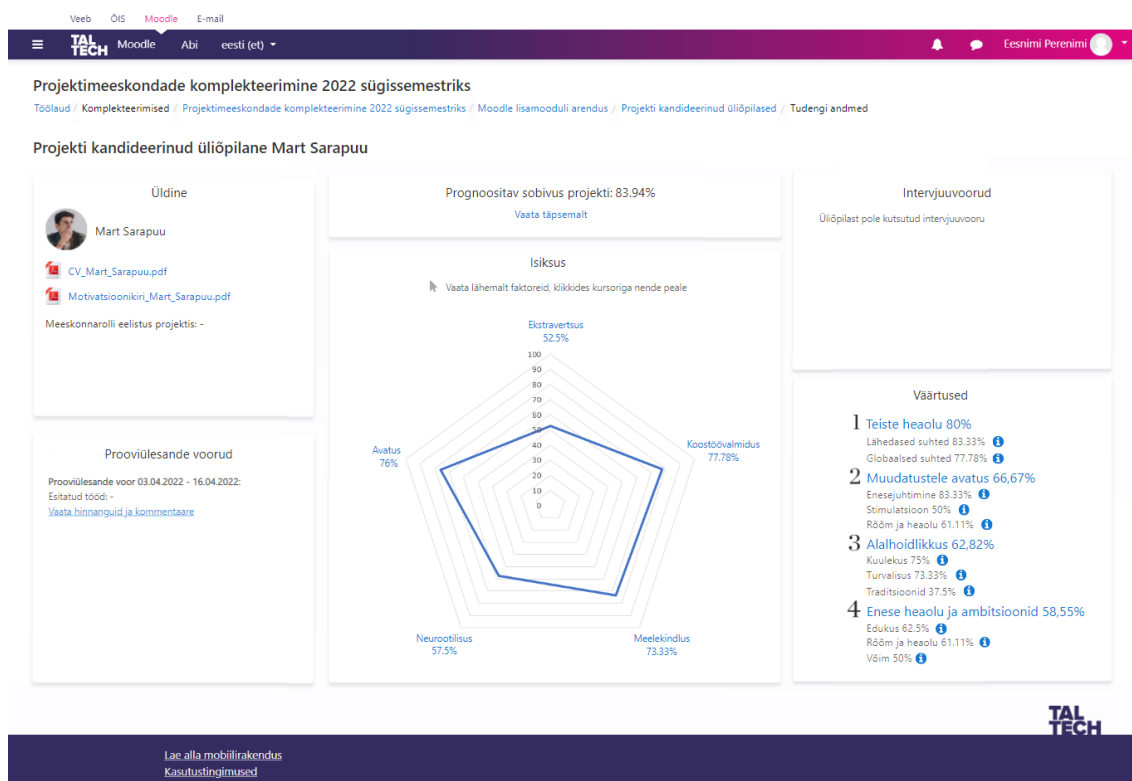 Veeb ÕIS Moodle E-mail
TAL TECH Moodle Abi eesti (et) Eesnimi Perenimi
Projektimeeskondade komplekteerimine 2022 sügissemestriks
Töölaud / Komplekteerimised / Projektimeeskondade komplekteerimine 2022 sügissemestriks / Moodle lisamooduli arendus / Projekti kandideerinud üliõpilased / Tudengi andmed
Projekti kandideerinud üliõpilane Mart Sarapuu
Üldine
Mart Sarapuu
CV_Mart_Sarapuu.pdf
Motivatsioonikiri_Mart_Sarapuu.pdf
Meeskonnarolli eelistus projektis: -
Prooviülesande voorud
Prooviülesande voor 03.04.2022 - 16.04.2022:
Esitatud tööd: -
Vaata hinnanguid ja kommentaare
Prognoositav sobivus projekti: 83.94%
Vaata täpsemalt
Isiksus
Vaata lähemalt faktoreid, klikkides kursoriga nende peale
Ekstravertsus
52.5%
100
90
80
70
60
50
40
30
20
10
0
Avatus
76%
Koostöövalmidus
77.78%
Neurootilisus
57.5%
Meelekindlus
73.33%
Intervjuuvoorud
Üliõpilast pole kutsutud intervjuuvooru
Väärtused
1 Teiste heaolu 80%
Lähedased suhted 83.33%
Globaalsed suhted 77.78%
2 Muudatustele avatus 66,67%
Enesejuhtimine 83.33%
Stimulatsioon 50%
Rõõm ja heaolu 61.11%
3 Alalhoidlikkus 62,82%
Kuulekus 75%
Turvalisus 73.33%
Traditsioonid 37.5%
4 Enese heaolu ja ambitsioonid 58,55%
Edukus 62.5%
Rõõm ja heaolu 61.11%
Võim 50%
TAL
TECH
Lae alla mobiilirakendus
Kasutustingimused